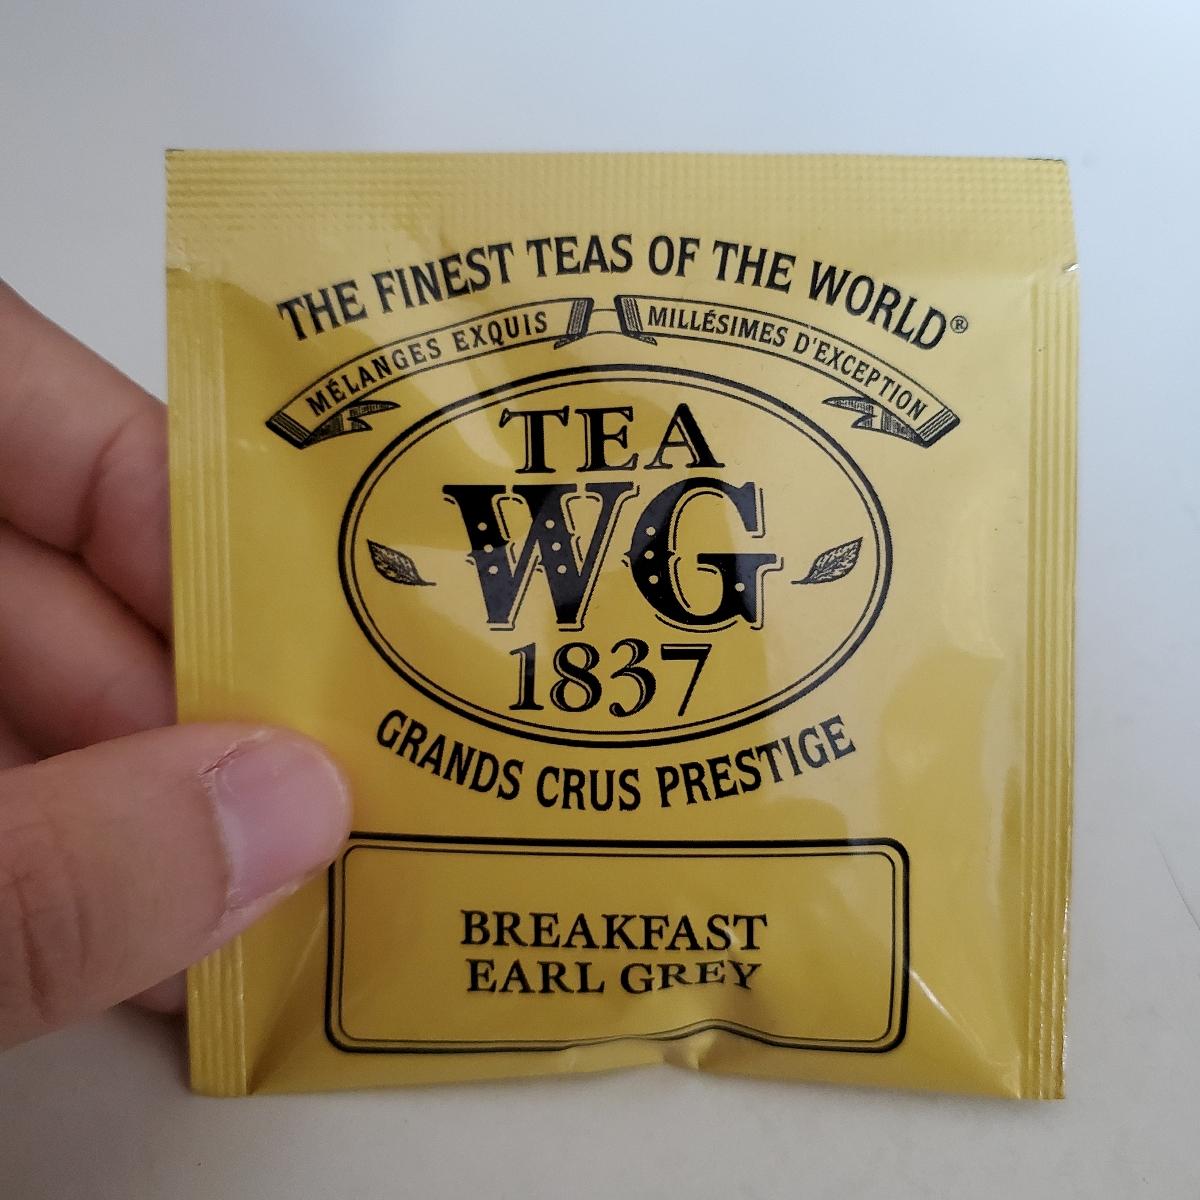 THE FINEST TEAS OF THE WORLD®
MÉLANGES EXQUIS MILLÉSIMES D'EXCEPTION
TEA
WG
1837
GRANDS CRUS PRESTIGE
BREAKFAST
EARL GREY